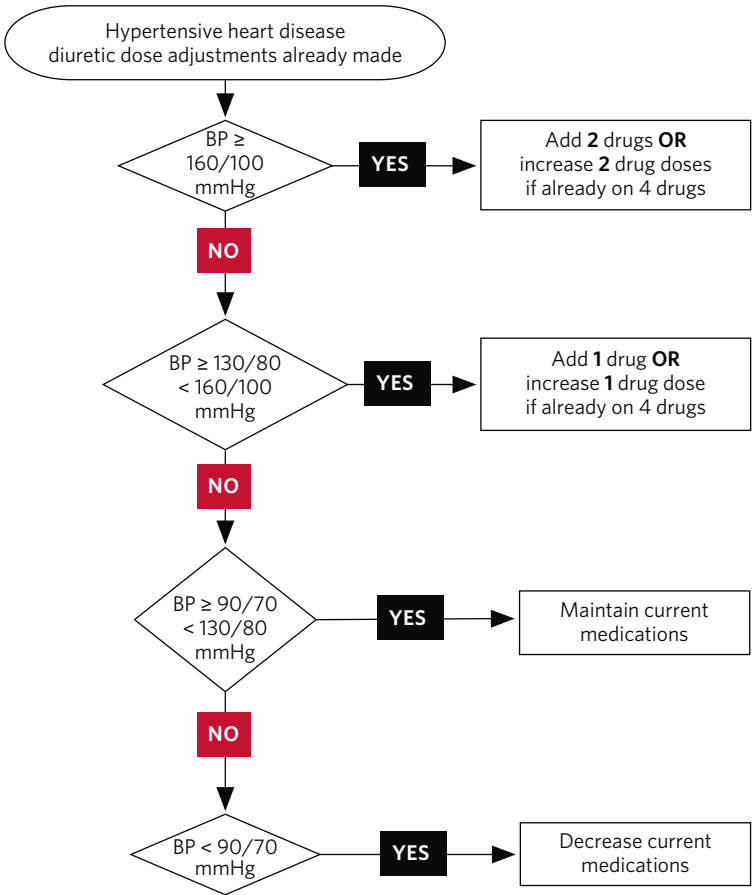 Hypertensive heart disease
diuretic dose adjustments already made
BP ≥
160/100
mmHg
YES
Add 2 drugs OR
increase 2 drug doses
if already on 4 drugs
NO
BP ≥ 130/80
< 160/100
mmHg
YES
Add 1 drug OR
increase 1 drug dose
if already on 4 drugs
NO
BP ≥ 90/70
< 130/80
mmHg
YES
Maintain current
medications
NO
BP < 90/70
mmHg
YES
Decrease current
medications